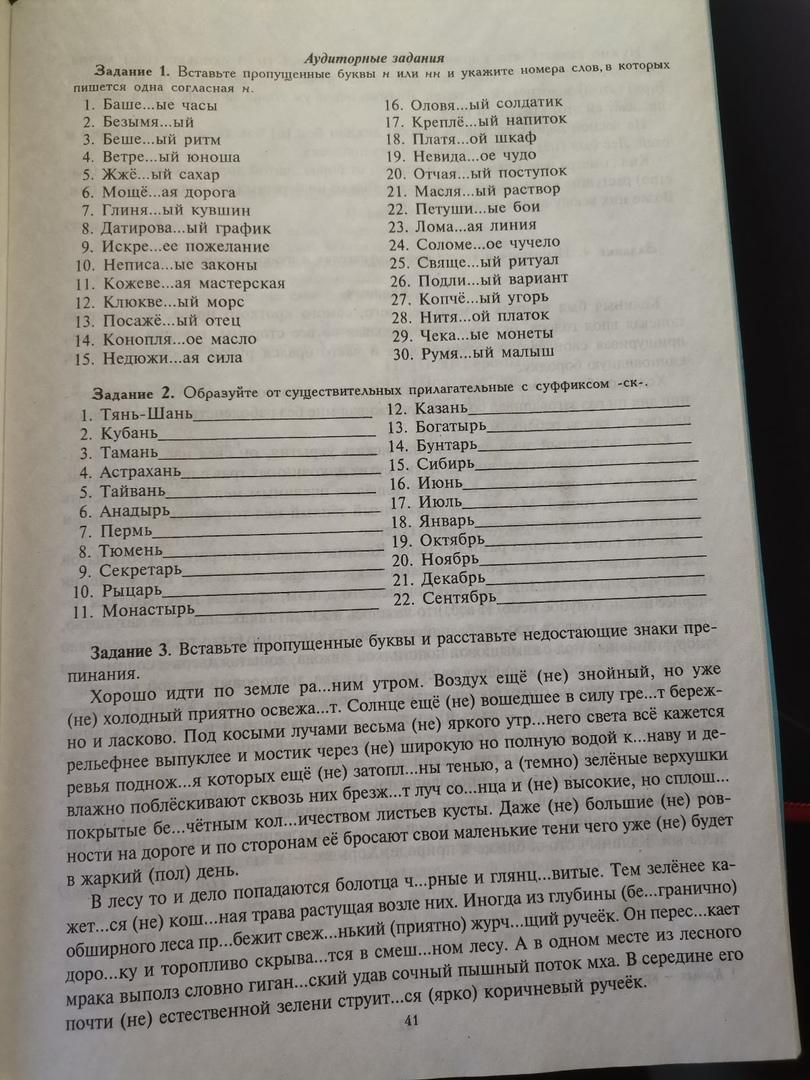 Аудиторные задания
Задание 1. Вставьте пропущенные буквы н или нн и укажите номера слов, в которых
пишется одна согласная н.
1. Баше...ые часы
2. Безымя...ый
3. Беше...ый ритм
4. Ветре...ый юноша
5. Жжё...ый сахар
6. Мощё...ая дорога
7. Глиня...ый кувшин
8. Датирова...ый график
9. Искре...ее пожелание
10. Неписа...ые законы
11. Кожеве...ая мастерская
12. Клюкве...ый морс
13. Посажё...ый отец
14. Конопля...ое масло
15. Недюжи...ая сила
16. Оловя...ый солдатик
17. Креплё...ый напиток
18. Платя...ой шкаф
19. Невида...ое чудо
20. Отчая...ый поступок
21. Масля...ый раствор
22. Петуши...ые бои
23. Лома...ая линия
24. Соломе...ое чучело
25. Свяще...ый ритуал
26. Подли...ый вариант
27. Копчё...ый угорь
28. Нитя...ой платок
29. Чека...ые монеты
30. Румя...ый малыш
Задание 2. Образуйте от существительных прилагательные с суффиксом -ск-.
1. Тянь-Шань
2. Кубань
3. Тамань
4. Астрахань
5. Тайвань
6. Анадырь
7. Пермь
8. Тюмень
9. Секретарь
10. Рыцарь
11. Монастырь
12. Казань
13. Богатырь
14. Бунтарь
15. Сибирь
16. Июнь
17. Июль
18. Январь
19. Октябрь
20. Ноябрь
21. Декабрь
22. Сентябрь
Задание 3. Вставьте пропущенные буквы и расставьте недостающие знаки пре-
пинания.
Хорошо идти по земле ра...ним утром. Воздух ещё (не) знойный, но уже
(не) холодный приятно освежа...т. Солнце ещё (не) вошедшее в силу гре...т береж-
но и ласково. Под косыми лучами весьма (не) яркого утр...него света всё кажется
рельефнее выпуклее и мостик через (не) широкую но полную водой к...наву и де-
ревья поднож...я которых ещё (не) затопл...ны тенью, а (темно) зелёные верхушки
влажно поблёскивают сквозь них брезж...т луч со...нца и (не) высокие, но сплош...
покрытые бе...чётным кол...ичеством листьев кусты. Даже (не) большие (не) ров-
ности на дороге и по сторонам её бросают свои маленькие тени чего уже (не) будет
в жаркий (пол) день.
В лесу то и дело попадаются болотца ч...рные и глянц...витые. Тем зелёнее ка-
жет...ся (не) кош...ная трава растущая возле них. Иногда из глубины (бе...гранично)
обширного леса пр...бежит свеж...нький (приятно) журч...щий ручеёк. Он перес...кает
доро...ку и торопливо скрыва...тся в смеш...ном лесу. А в одном месте из лесного
мрака выполз словно гиган...ский удав сочный пышный поток мха. В середине его
почти (не) естественной зелени струит...ся (ярко) коричневый ручеёк.
41